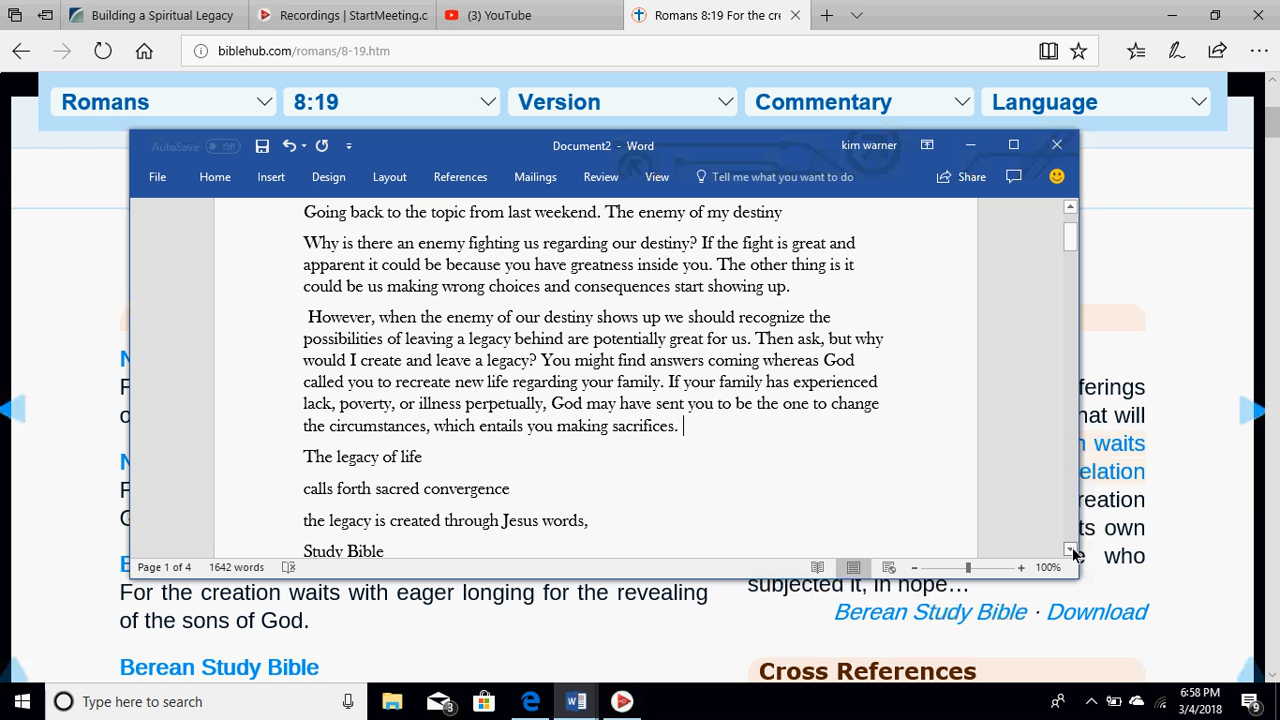 Building a Spiritual Legacy
Recordings | StartMeeting.c
(5) YouTube
Romans 8:19 For the cre
biblehub.com/romans/8-19.htm
Romans
8:19
Version
Commentary
Language
AutoSave Off
Document2 - Word
kim warner
File
Home
Insert
Design
Layout
References
Mailings
Review
View
Tell me what you want to do
Share
Going back to the topic from last weekend. The enemy of my destiny
Why is there an enemy fighting us regarding our destiny? If the fight is great and
apparent it could be because you have greatness inside you. The other thing is it
could be us making wrong choices and consequences start showing up.
However, when the enemy of our destiny shows up we should recognize the
possibilities of leaving a legacy behind are potentially great for us. Then ask, but why
would I create and leave a legacy? You might find answers coming whereas God
called you to recreate new life regarding your family. If your family has experienced
lack, poverty, or illness perpetually, God may have sent you to be the one to change
the circumstances, which entails you making sacrifices.
The legacy of life
calls forth sacred convergence
the legacy is created through Jesus words,
Study Bible
Page 1 of 4
1642 words
100%
For the creation waits with eager longing for the revealing
of the sons of God.
Berean Study Bible
ferings
hat will
waits
elation
reation
ts own
who
subjected it, in hope…
Berean Study Bible · Download
Cross References
Type here to search
3
6:58 PM
3/4/2018
9